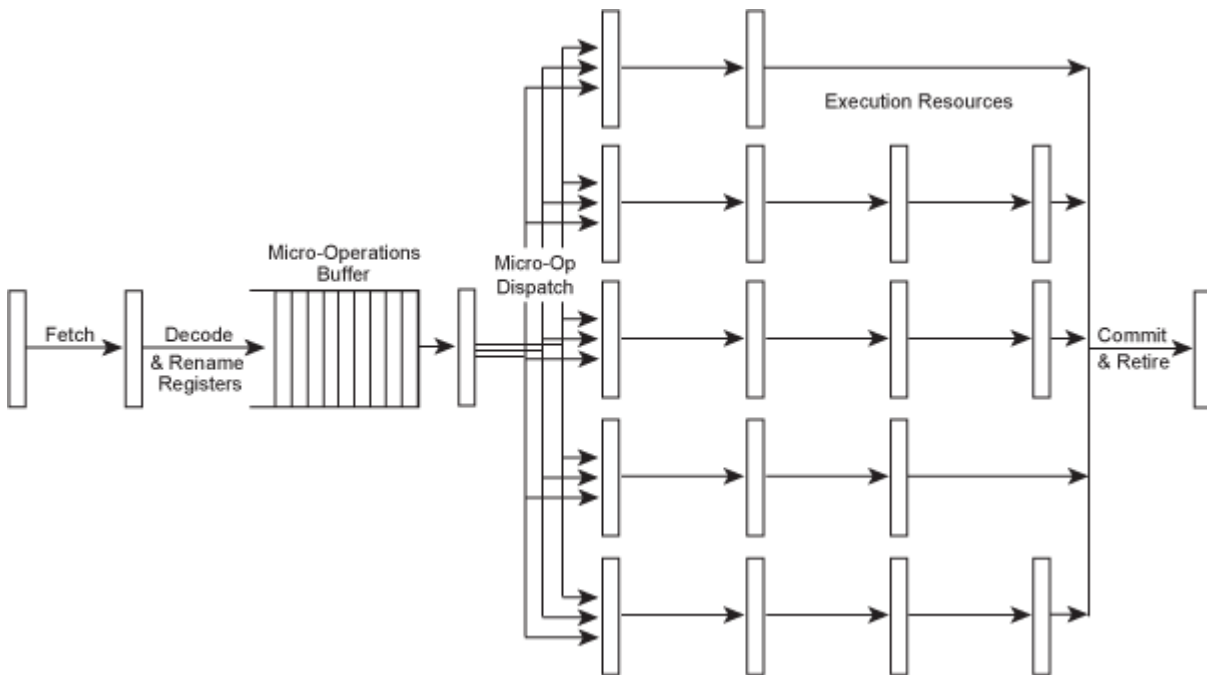 Execution Resources
Micro-Operations
Buffer
Micro-Op
Dispatch
Fetch
Decode
& Rename
Registers
Commit
& Retire